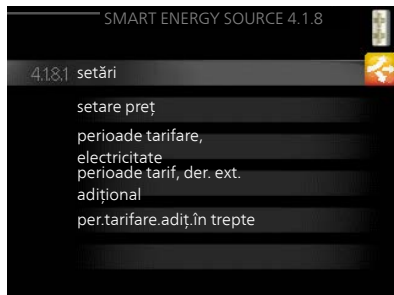 SMART ENERGY SOURCE 4.1.8
4.1.8.1 setări
setare preț
perioade tarifare,
electricitate
perioade tarif, der. ext.
adițional
per.tarifare.adiț.în trepte